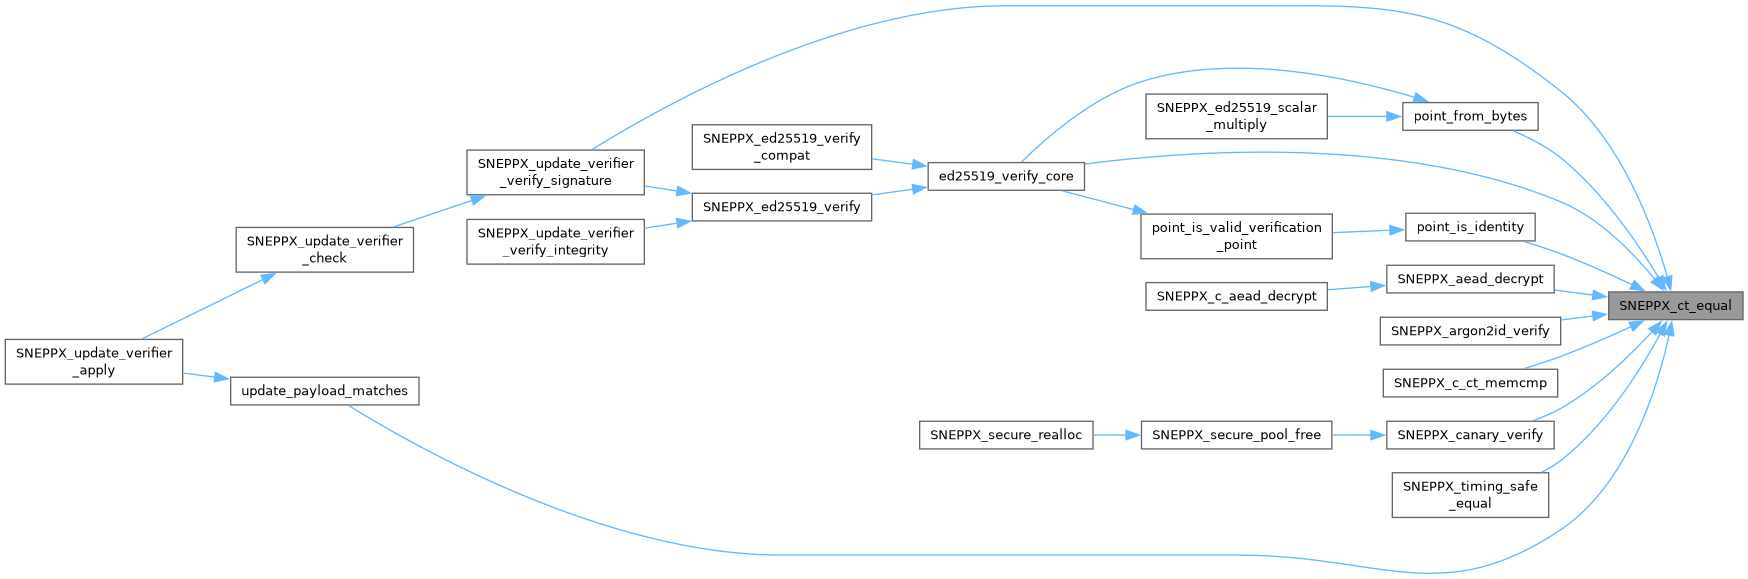 SNEPPX_update_verifier
_apply
SNEPPX_update_verifier
_check
update_payload_matches
SNEPPX_update_verifier
_verify_signature
SNEPPX_update_verifier
_verify_integrity
SNEPPX_ed25519_verify
_compat
SNEPPX_ed25519_verify
ed25519_verify_core
SNEPPX_secure_realloc
SNEPPX_ed25519_scalar
_multiply
point_is_valid_verification
_point
SNEPPX_c_aead_decrypt
SNEPPX_secure_pool_free
point_from_bytes
point_is_identity
SNEPPX_aead_decrypt
SNEPPX_argon2id_verify
SNEPPX_c_ct_memcmp
SNEPPX_canary_verify
SNEPPX_timing_safe
_equal
SNEPPX_ct_equal